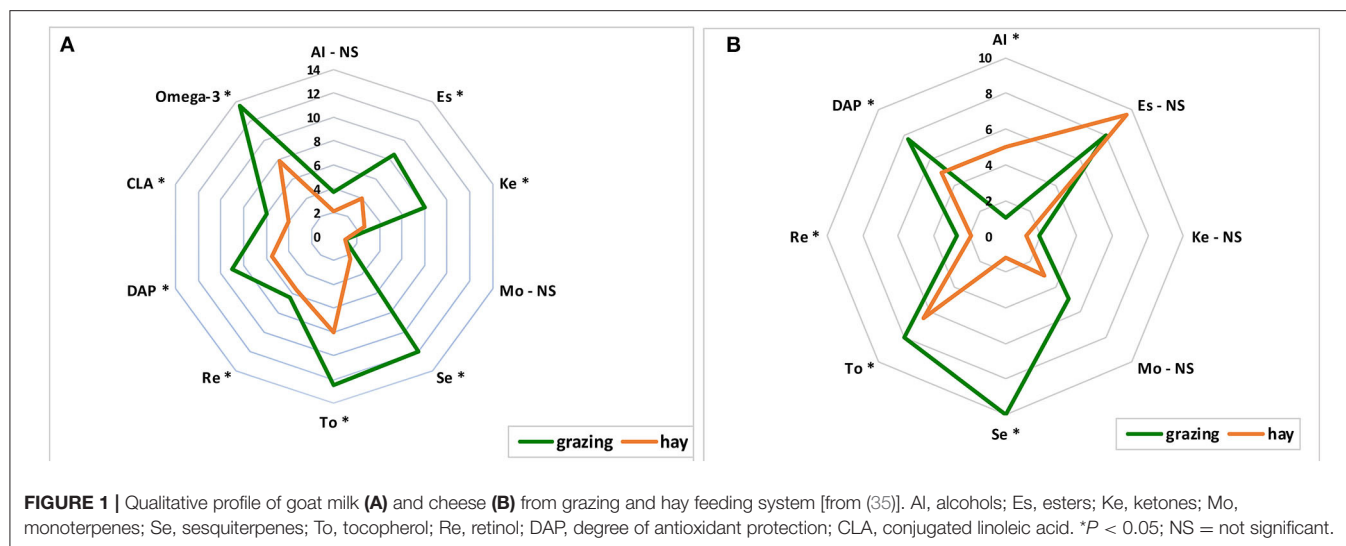 A
Al - NS
14
12
10
8
6
4
2
0
Es *
Ke *
Mo - NS
Se *
To *
Re *
DAP *
CLA *
Omega-3 *
grazing hay
B
Al *
10
8
6
4
2
0
Es - NS
Ke - NS
Mo - NS
Se *
To *
Re *
DAP *
grazing hay
FIGURE 1 | Qualitative profile of goat milk (A) and cheese (B) from grazing and hay feeding system [from (35)]. Al, alcohols; Es, esters; Ke, ketones; Mo,
monoterpenes; Se, sesquiterpenes; To, tocopherol; Re, retinol; DAP, degree of antioxidant protection; CLA, conjugated linoleic acid. *P < 0.05; NS = not significant.